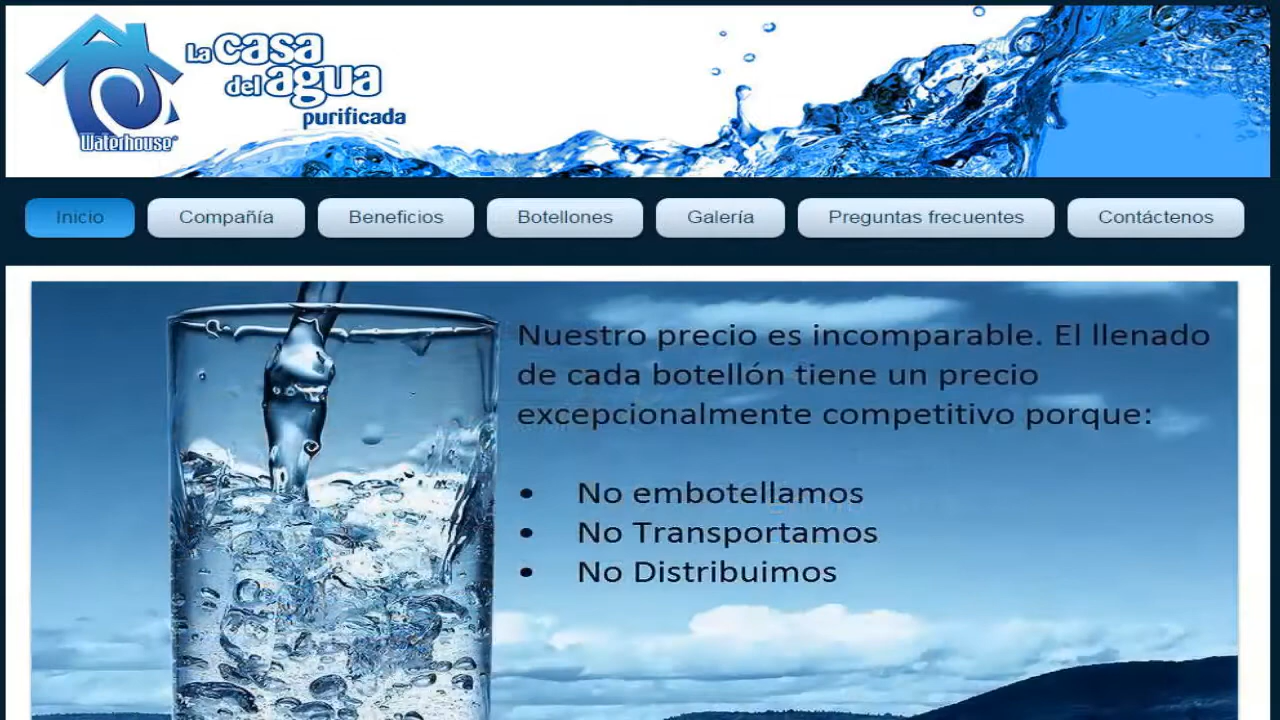 La casa
del agua
purificada
Waterhouse
Inicio
Compañía
Beneficios
Botellones
Galería
Preguntas frecuentes
Contáctenos
Nuestro precio es incomparable. El llenado
de cada botellón tiene un precio
excepcionalmente competitivo porque:
• No embotellamos
• No Transportamos
• No Distribuimos